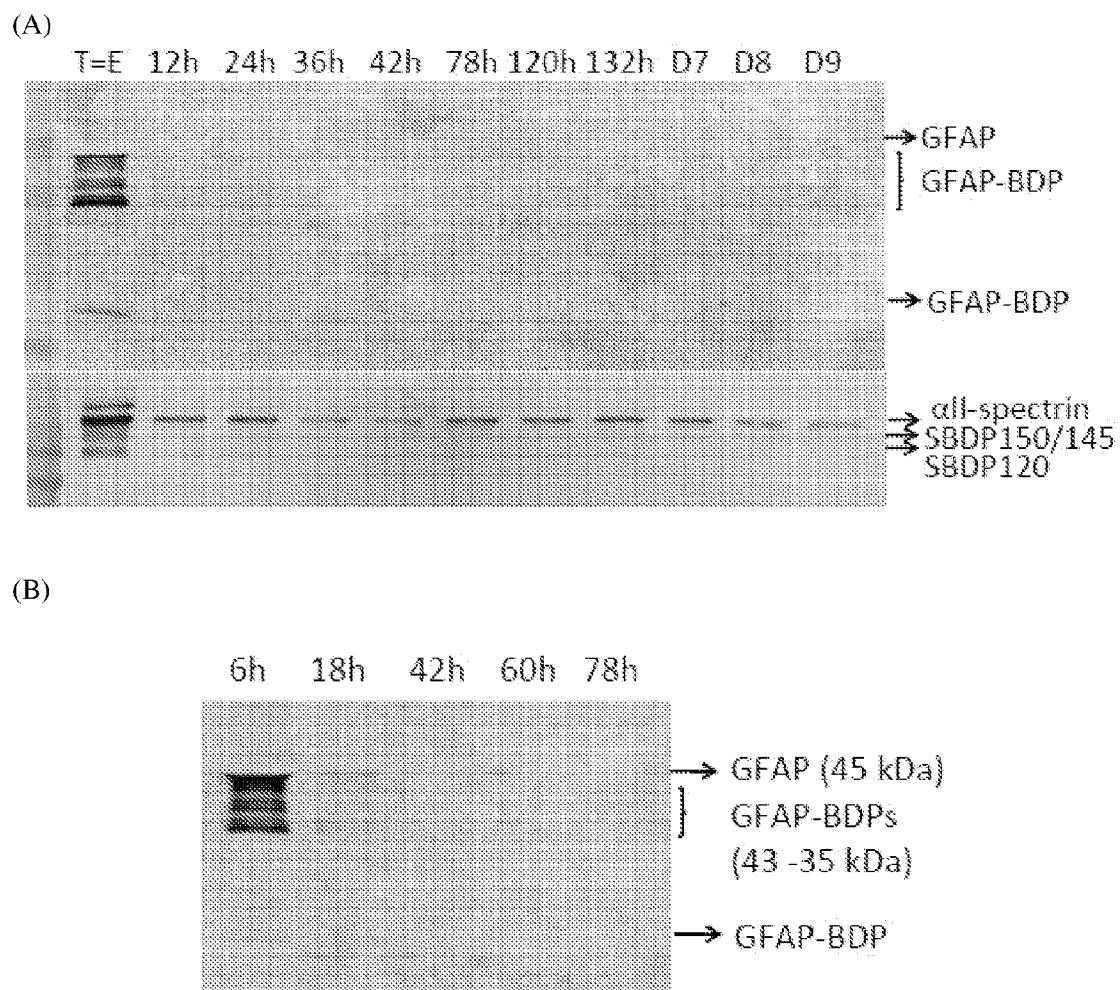 (A)
T=E 12h 24h 36h 42h 78h 120h 132h D7 D8 D9
GFAP
GFAP-BDP
GFAP-BDP
αII-spectrin
SBDP150/145
SBDP120
(B)
6h 18h 42h 60h 78h
GFAP (45 kDa)
GFAP-BDPs
(43 -35 kDa)
GFAP-BDP